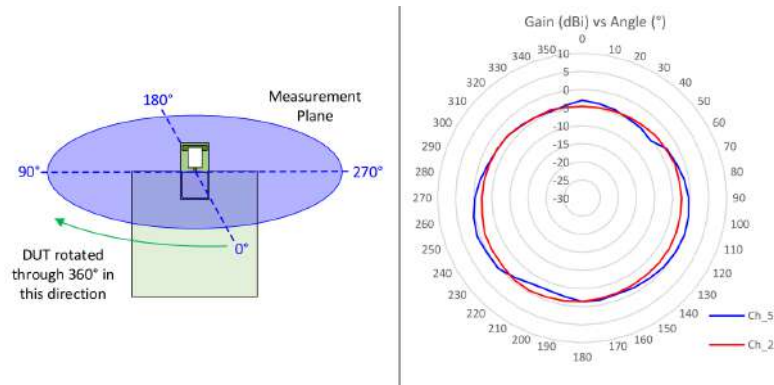 180°
Measurement
Plane
90°
270°
0°
DUT rotated
through 360° in
this direction
Gain (dBi) vs Angle (°)
0
350 10
340 10 20
330 5 30
320 0 40
310 -5 50
300 -10 60
290 -15 70
280 -20 80
270 -25 90
260 -30 100
250 110
240 120
230 130
220 140
210 150
200 160
190 170
180
Ch_5
Ch_2